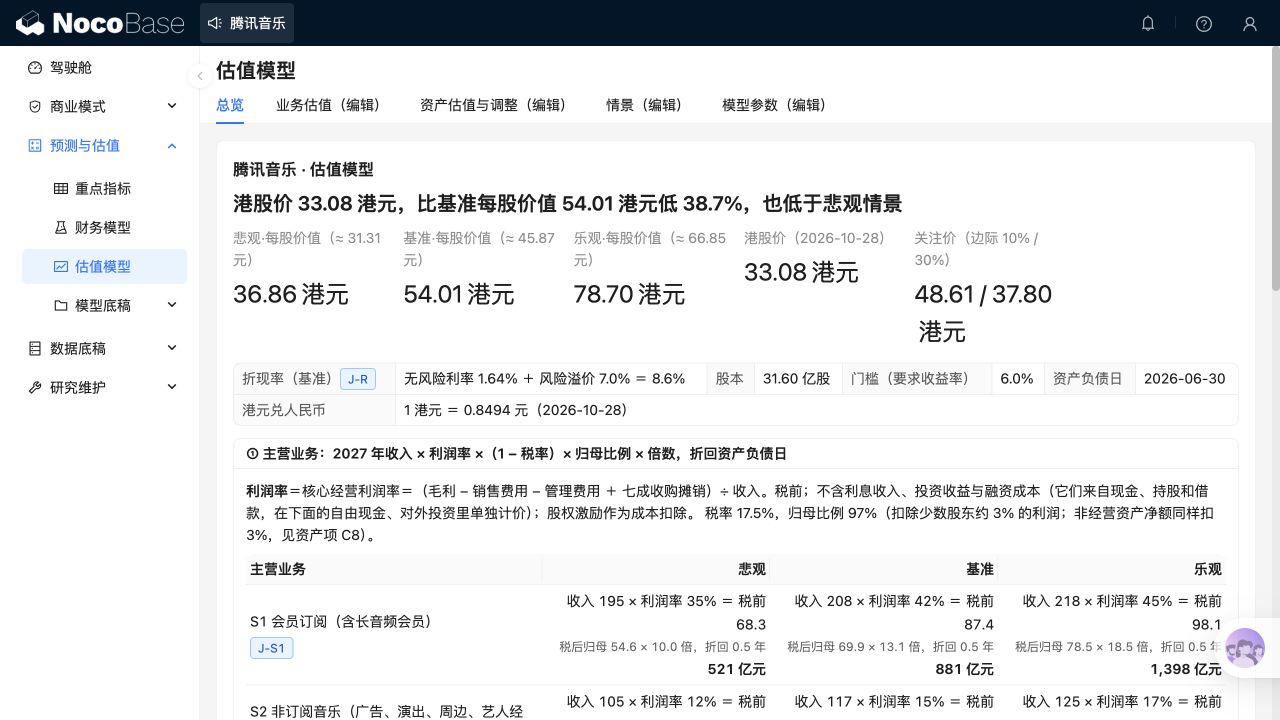 NocoBase
腾讯音乐
驾驶舱
商业模式
预测与估值
重点指标
财务模型
估值模型
模型底稿
数据底稿
研究维护
估值模型
总览 业务估值（编辑） 资产估值与调整（编辑） 情景（编辑） 模型参数（编辑）
腾讯音乐 · 估值模型
港股价 33.08 港元，比基准每股价值 54.01 港元低 38.7%，也低于悲观情景
悲观·每股价值（≈ 31.31 元）
36.86 港元
基准·每股价值（≈ 45.87 元）
54.01 港元
乐观·每股价值（≈ 66.85 元）
78.70 港元
港股价（2026-10-28）
33.08 港元
关注价（边际 10% / 30%）
48.61 / 37.80 港元
折现率（基准） J-R 无风险利率 1.64% ＋ 风险溢价 7.0% ＝ 8.6% 股本 31.60 亿股 门槛（要求收益率） 6.0% 资产负债日 2026-06-30
港元兑人民币 1 港元 ＝ 0.8494 元（2026-10-28）
① 主营业务：2027 年收入 × 利润率 ×（1 − 税率）× 归母比例 × 倍数，折回资产负债日
利润率＝核心经营利润率＝（毛利 − 销售费用 − 管理费用 ＋ 七成收购摊销）÷ 收入。税前；不含利息收入、投资收益与融资成本（它们来自现金、持股和借
款，在下面的自由现金、对外投资里单独计价）；股权激励作为成本扣除。 税率 17.5%，归母比例 97%（扣除少数股东约 3% 的利润；非经营资产净额同样扣
3%，见资产项 C8）。
主营业务 悲观 基准 乐观
S1 会员订阅（含长音频会员）
J-S1
收入 195 × 利润率 35% ＝ 税前
68.3
税后归母 54.6 × 10.0 倍，折回 0.5 年
521 亿元
收入 208 × 利润率 42% ＝ 税前
87.4
税后归母 69.9 × 13.1 倍，折回 0.5 年
881 亿元
收入 218 × 利润率 45% ＝ 税前
98.1
税后归母 78.5 × 18.5 倍，折回 0.5 年
1,398 亿元
S2 非订阅音乐（广告、演出、周边、艺人经
收入 105 × 利润率 12% ＝ 税前
收入 117 × 利润率 15% ＝ 税前
收入 125 × 利润率 17% ＝ 税前